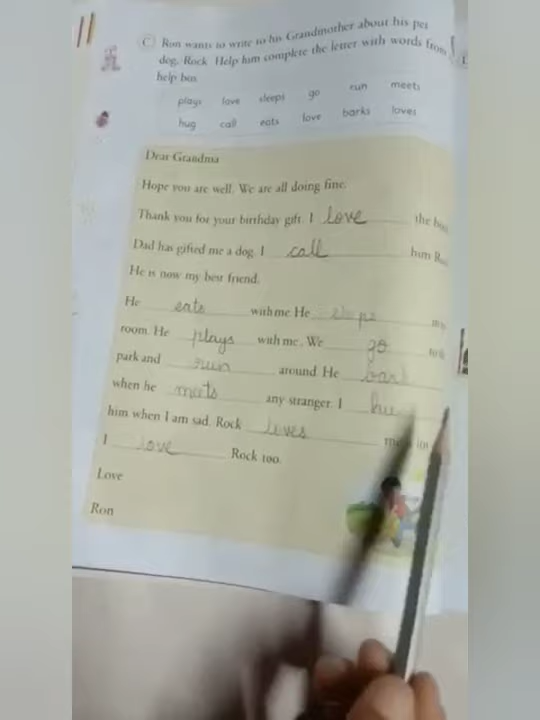 C Ron wants to write to his Grandmother about his pet
dog, Rock. Help him complete the letter with words from
help box
plays love sleeps go run meets
hug call eats love barks loves
Dear Grandma
Hope you are well. We are all doing fine.
Thank you for your birthday gift. I love the
Dad has gifted me a dog. I call him
He is now my best friend.
He eats with me. He
room. He plays with me. We go
park and run around. He
when he meets any stranger. I
him when I am sad. Rock loves
I love Rock too.
Love
Ron